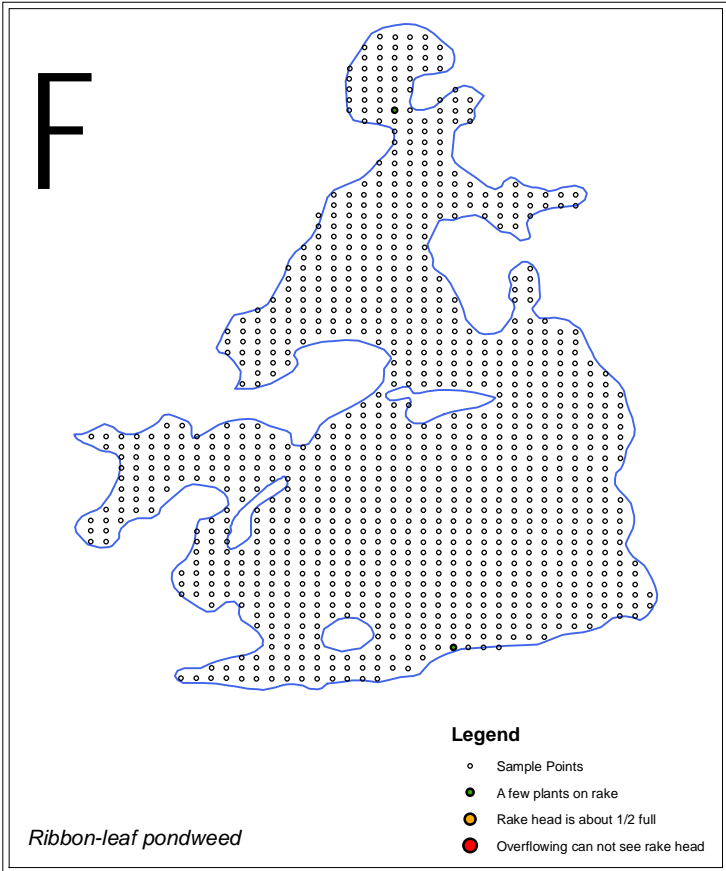 F
Legend
Sample Points
A few plants on rake
Rake head is about 1/2 full
Overflowing can not see rake head
Ribbon-leaf pondweed